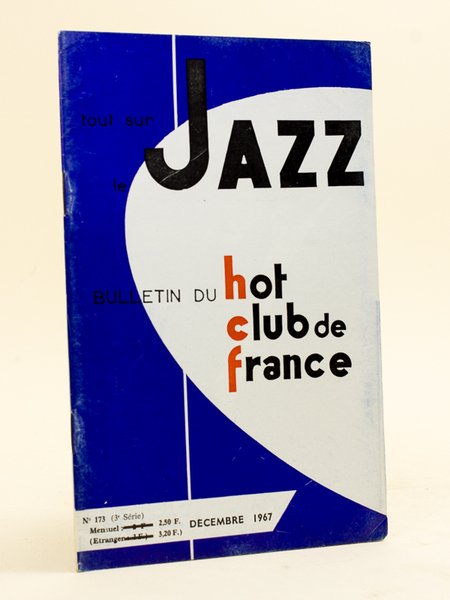 tout sur
le
JAZZ
BULLETIN DU hot
club de
france
N° 173 (3e Série)
Mensuel : 2,50 F.
(Etranger 3,20 F.)
DECEMBRE 1967